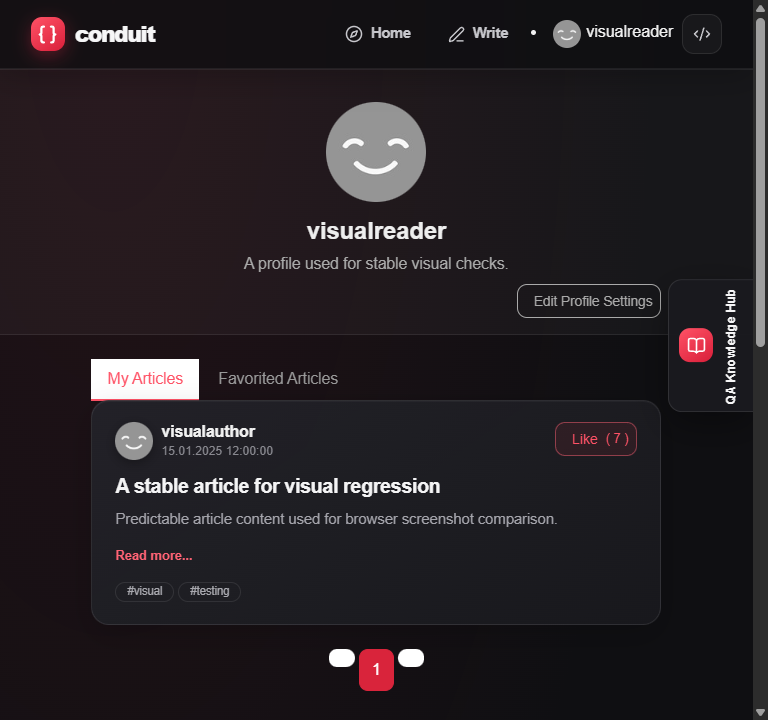 { } conduit
Home
Write
visualreader
</>
visualreader
A profile used for stable visual checks.
Edit Profile Settings
QA Knowledge Hub
My Articles
Favorited Articles
visualauthor
15.01.2025 12:00:00
Like ( 7 )
A stable article for visual regression
Predictable article content used for browser screenshot comparison.
Read more...
#visual
#testing
1